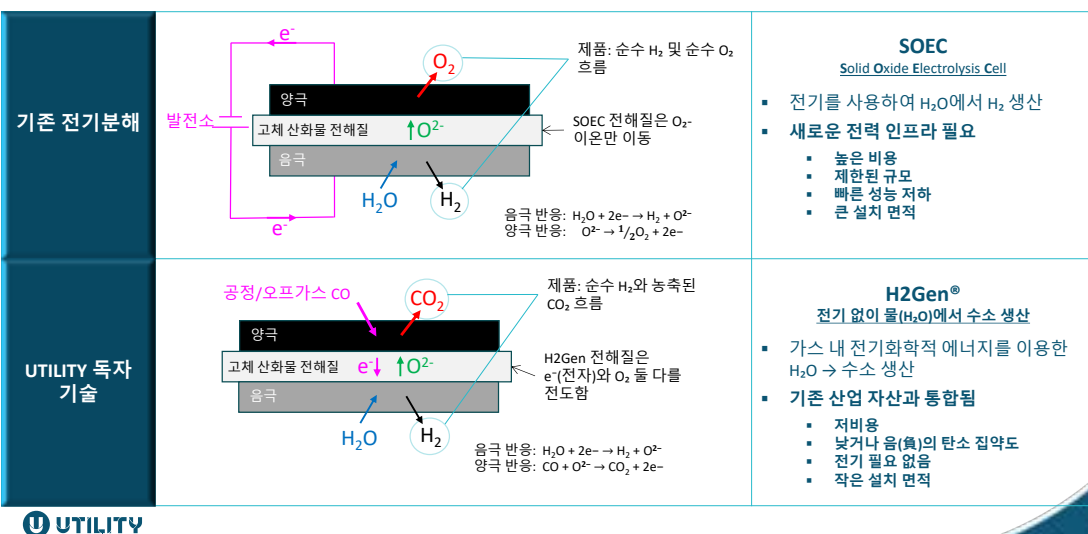 기존 전기분해
e⁻
발전소
e⁻
O₂
양극
고체 산화물 전해질
↑O²⁻
음극
H₂O
H₂
제품: 순수 H₂ 및 순수 O₂
흐름
SOEC 전해질은 O₂-
이온만 이동
음극 반응: H₂O + 2e– → H₂ + O²⁻
양극 반응: O²⁻ → ¹/₂O₂ + 2e–
SOEC
Solid Oxide Electrolysis Cell
▪ 전기를 사용하여 H₂O에서 H₂ 생산
▪ 새로운 전력 인프라 필요
▪ 높은 비용
▪ 제한된 규모
▪ 빠른 성능 저하
▪ 큰 설치 면적
UTILITY 독자
기술
공정/오프가스 CO
CO₂
양극
고체 산화물 전해질
e⁻↓ ↑O²⁻
음극
H₂O
H₂
제품: 순수 H₂와 농축된
CO₂ 흐름
H2Gen 전해질은
e⁻(전자)와 O₂ 둘 다를
전도함
음극 반응: H₂O + 2e– → H₂ + O²⁻
양극 반응: CO + O²⁻ → CO₂ + 2e–
H2Gen®
전기 없이 물(H₂O)에서 수소 생산
▪ 가스 내 전기화학적 에너지를 이용한
H₂O → 수소 생산
▪ 기존 산업 자산과 통합됨
▪ 저비용
▪ 낮거나 음(負)의 탄소 집약도
▪ 전기 필요 없음
▪ 작은 설치 면적
UTILITY